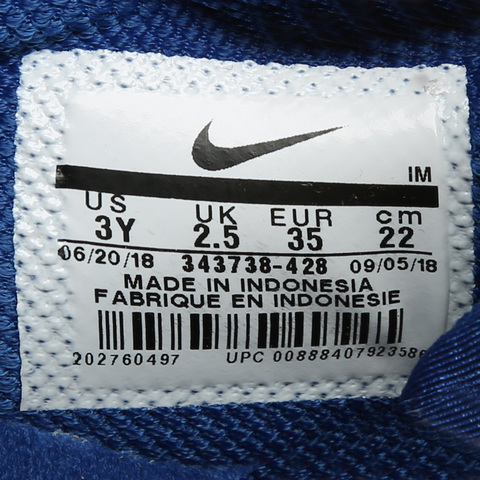 IM
US UK EUR cm
3Y 2.5 35 22
06/20/18 343738-428 09/05/18
MADE IN INDONESIA
FABRIQUE EN INDONESIE
202760497 UPC 00888407923586